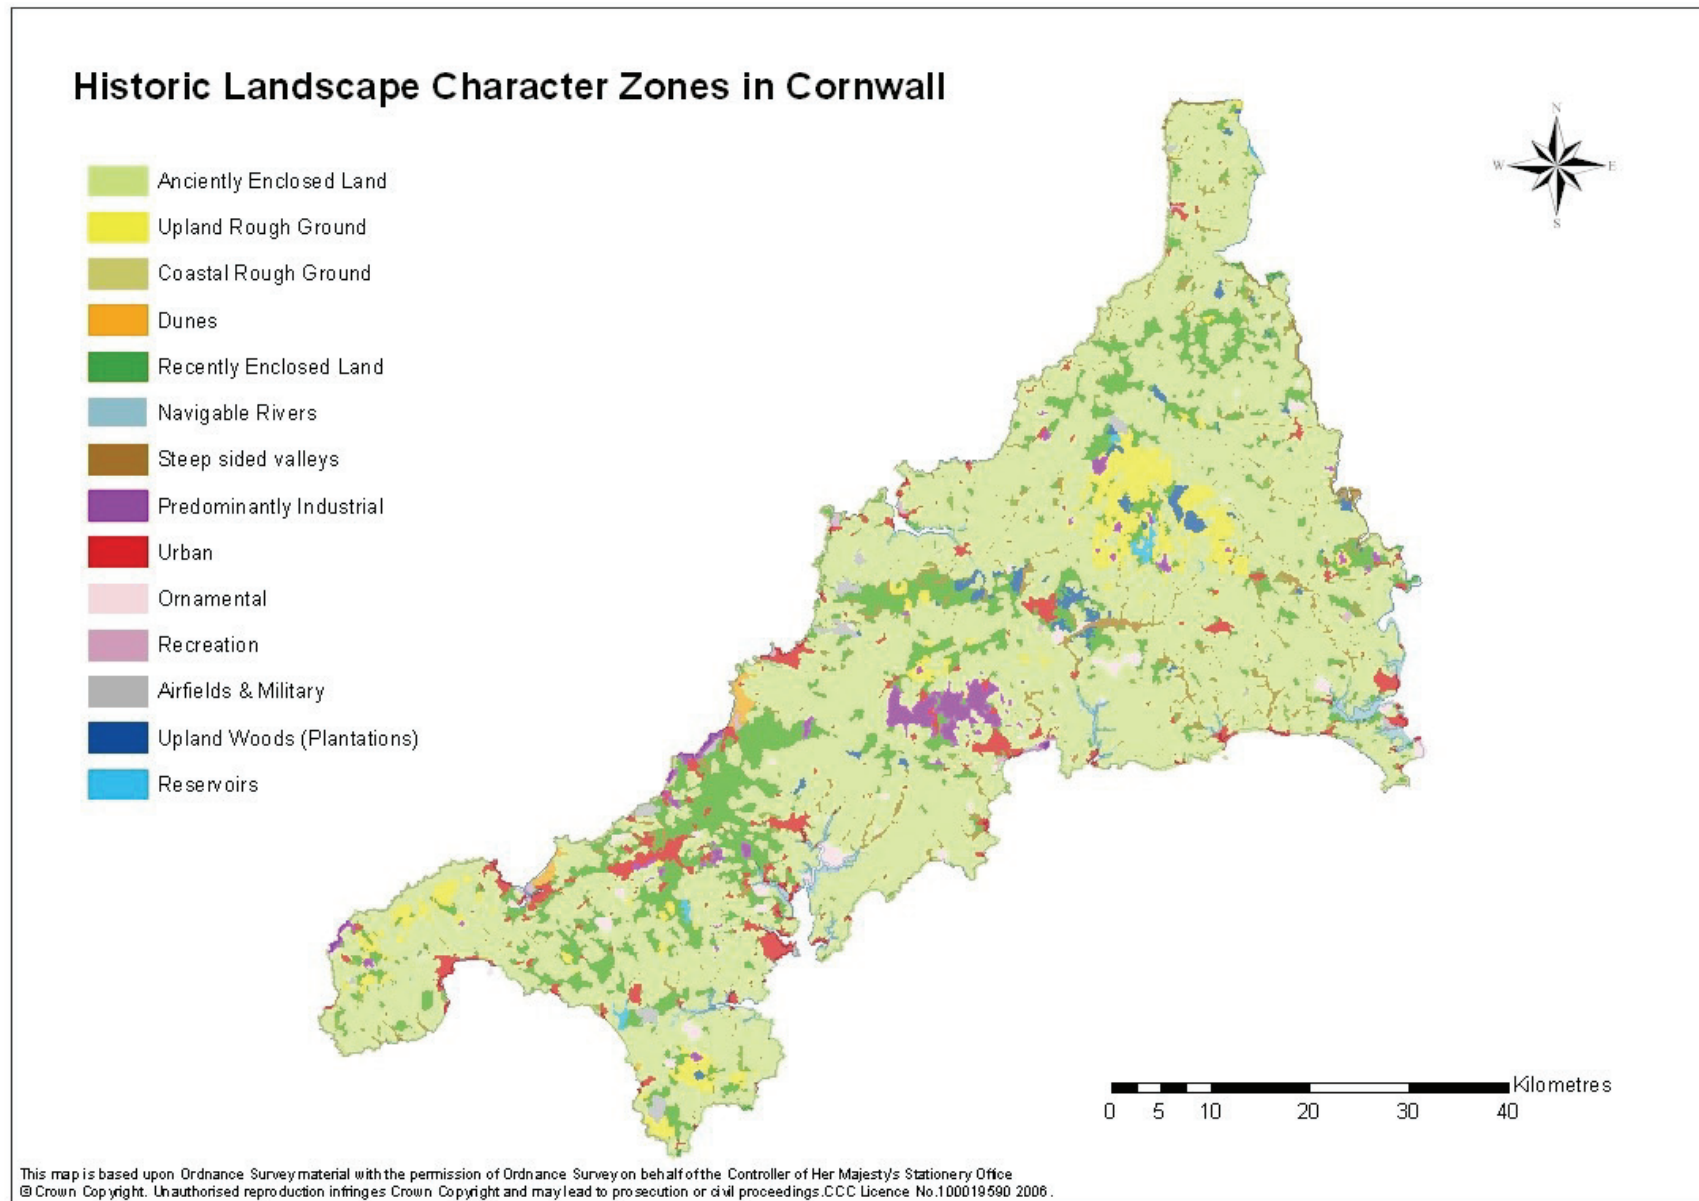 Historic Landscape Character Zones in Cornwall
N
W
E
S
Anciently Enclosed Land
Upland Rough Ground
Coastal Rough Ground
Dunes
Recently Enclosed Land
Navigable Rivers
Steep sided valleys
Predominantly Industrial
Urban
Ornamental
Recreation
Airfields & Military
Upland Woods (Plantations)
Reservoirs
Kilometres
0 5 10 20 30 40
This map is based upon Ordnance Survey material with the permission of Ordnance Survey on behalf of the Controller of Her Majesty's Stationery Office
© Crown Copyright. Unauthorised reproduction infringes Crown Copyright and may lead to prosecution or civil proceedings.CCC Licence No.100019590 2006.